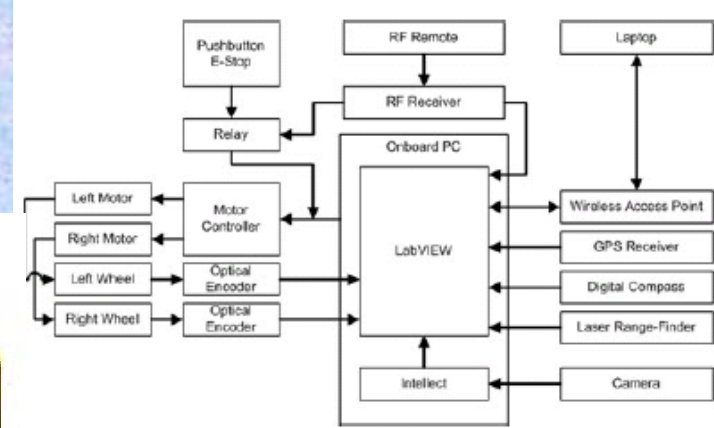 Pushbutton
E-Stop
RF Remote
Laptop
RF Receiver
Relay
Onboard PC
Left Motor
Motor
Controller
Right Motor
LabVIEW
Wireless Access Point
GPS Receiver
Left Wheel
Optical
Encoder
Digital Compass
Right Wheel
Optical
Encoder
Laser Range-Finder
Intellect
Camera